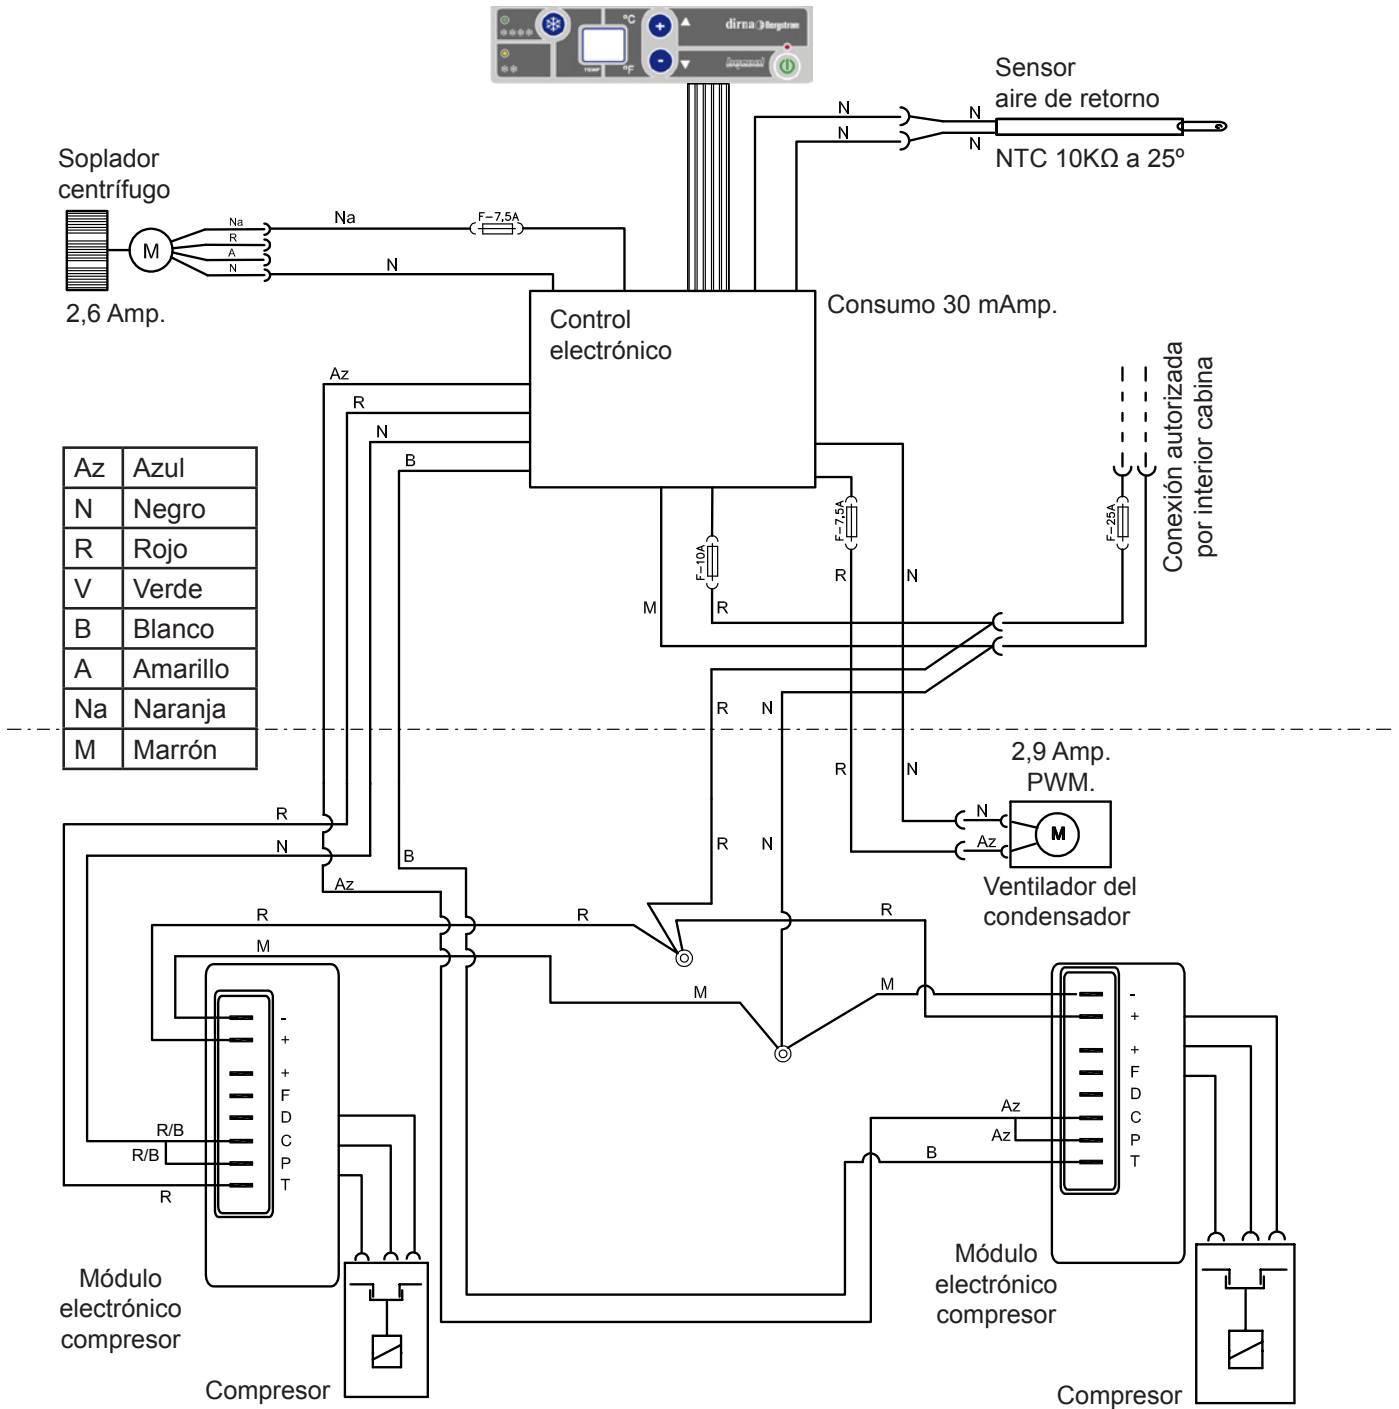 °C
dirna Bergstrom
TEMP
°F
Sensor
aire de retorno
N
N
N
N
NTC 10KΩ a 25º
Soplador
centrífugo
M
Na
R
A
N
Na
F-7,5A
N
2,6 Amp.
Control
electrónico
Consumo 30 mAmp.
Conexión autorizada
por interior cabina
Az
R
N
B
Az Azul
N Negro
R Rojo
V Verde
B Blanco
A Amarillo
Na Naranja
M Marrón
F-10A
F-7,5A
F-25A
M
R
R
N
R
N
R
N
2,9 Amp.
PWM.
N
Az
M
Ventilador del
condensador
R
N
B
Az
R
N
R
R
R
M
M
M
-
+
+
F
D
C
P
T
R/B
R/B
R
-
+
+
F
D
C
P
T
Az
Az
B
Módulo
electrónico
compresor
Compresor
Módulo
electrónico
compresor
Compresor